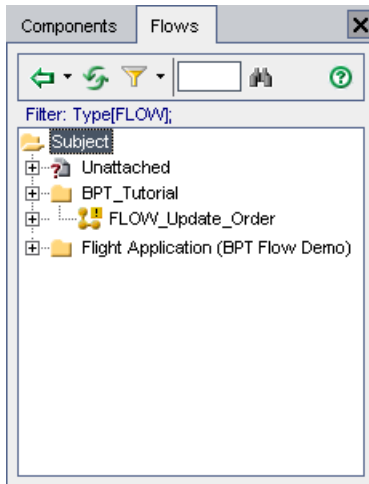 Components Flows
Filter: Type[FLOW];
Subject
Unattached
BPT_Tutorial
FLOW_Update_Order
Flight Application (BPT Flow Demo)